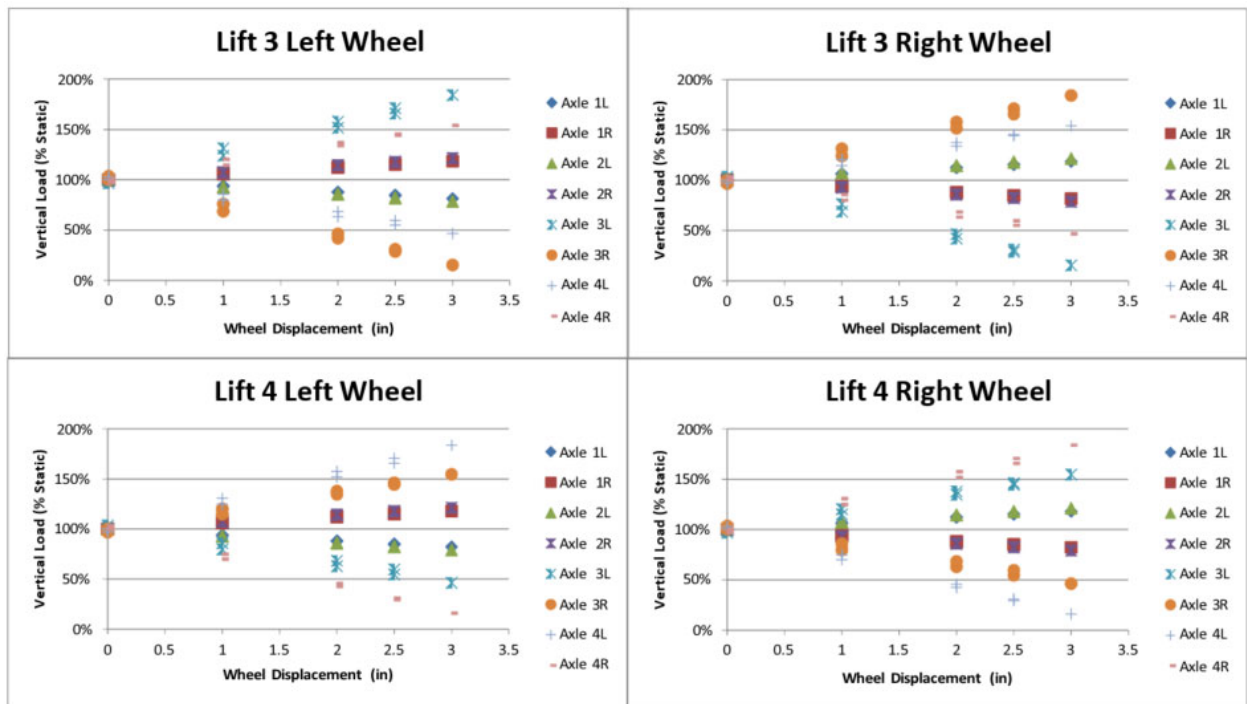 Lift 3 Left Wheel
Vertical Load (% Static)
200%
150%
100%
50%
0%
0 0.5 1 1.5 2 2.5 3 3.5
Wheel Displacement (in)
Axle 1L
Axle 1R
Axle 2L
Axle 2R
Axle 3L
Axle 3R
Axle 4L
Axle 4R
Lift 3 Right Wheel
Vertical Load (% Static)
200%
150%
100%
50%
0%
0 0.5 1 1.5 2 2.5 3 3.5
Wheel Displacement (in)
Axle 1L
Axle 1R
Axle 2L
Axle 2R
Axle 3L
Axle 3R
Axle 4L
Axle 4R
Lift 4 Left Wheel
Vertical Load (% Static)
200%
150%
100%
50%
0%
0 0.5 1 1.5 2 2.5 3 3.5
Wheel Displacement (in)
Axle 1L
Axle 1R
Axle 2L
Axle 2R
Axle 3L
Axle 3R
Axle 4L
Axle 4R
Lift 4 Right Wheel
Vertical Load (% Static)
200%
150%
100%
50%
0%
0 0.5 1 1.5 2 2.5 3 3.5
Wheel Displacement (in)
Axle 1L
Axle 1R
Axle 2L
Axle 2R
Axle 3L
Axle 3R
Axle 4L
Axle 4R